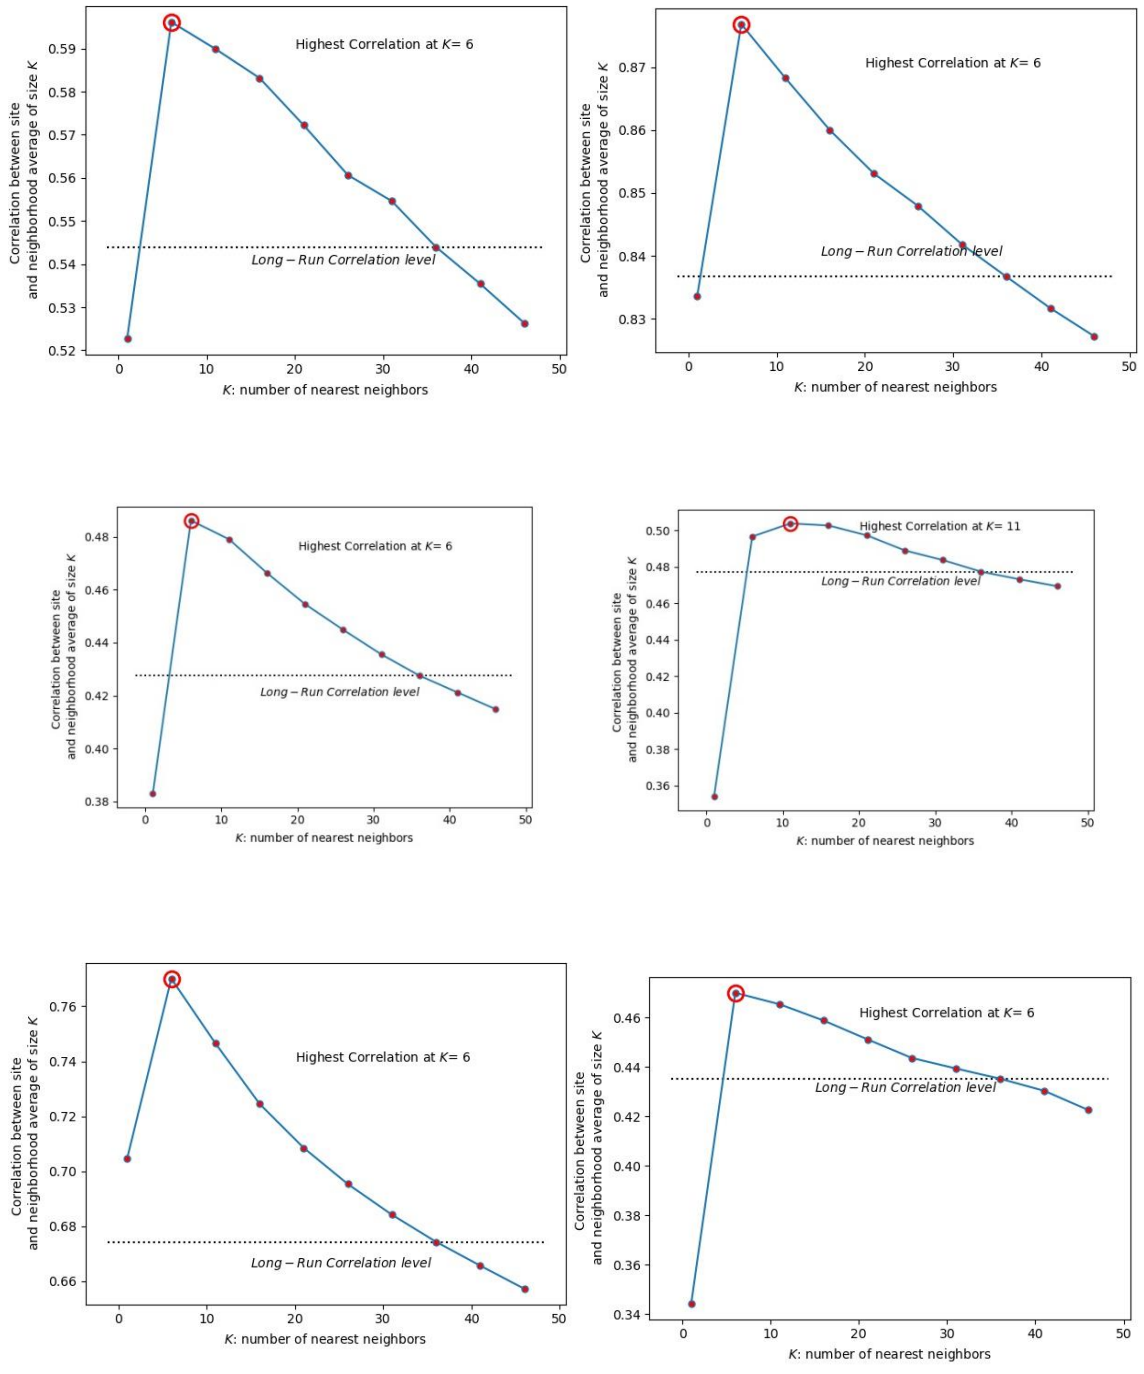 Correlation between site
and neighborhood average of size K
0.59
0.58
0.57
0.56
0.55
0.54
0.53
0.52
Highest Correlation at K= 6
Long−Run Correlation level
0 10 20 30 40 50
K: number of nearest neighbors
Correlation between site
and neighborhood average of size K
0.87
0.86
0.85
0.84
0.83
Highest Correlation at K= 6
Long−Run Correlation level
0 10 20 30 40 50
K: number of nearest neighbors
Correlation between site
and neighborhood average of size K
0.48
0.46
0.44
0.42
0.40
0.38
Highest Correlation at K= 6
Long−Run Correlation level
0 10 20 30 40 50
K: number of nearest neighbors
Correlation between site
and neighborhood average of size K
0.50
0.48
0.46
0.44
0.42
0.40
0.38
0.36
Highest Correlation at K= 11
Long−Run Correlation level
0 10 20 30 40 50
K: number of nearest neighbors
Correlation between site
and neighborhood average of size K
0.76
0.74
0.72
0.70
0.68
0.66
Highest Correlation at K= 6
Long−Run Correlation level
0 10 20 30 40 50
K: number of nearest neighbors
Correlation between site
and neighborhood average of size K
0.46
0.44
0.42
0.40
0.38
0.36
0.34
Highest Correlation at K= 6
Long−Run Correlation level
0 10 20 30 40 50
K: number of nearest neighbors